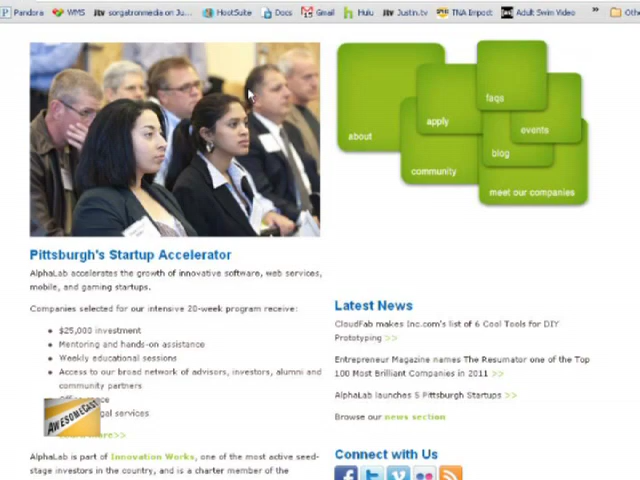 Pandora WMS sorgatronmedia on Ju... HootSuite Docs Gmail Hulu Justin.tv TNA Impact Adult Swim Video » Oth
about
apply
faqs
events
blog
community
meet our companies
Pittsburgh's Startup Accelerator
AlphaLab accelerates the growth of innovative software, web services,
mobile, and gaming startups.
Companies selected for our intensive 20-week program receive:
$25,000 investment
Mentoring and hands-on assistance
Weekly educational sessions
Access to our broad network of advisors, investors, alumni and
community partners
legal services
AWESOMECAST
>>
AlphaLab is part of Innovation Works, one of the most active seed-
stage investors in the country, and is a charter member of the
Latest News
CloudFab makes Inc.com's list of 6 Cool Tools for DIY
Prototyping >>
Entrepreneur Magazine names The Resumator one of the Top
100 Most Brilliant Companies in 2011 >>
AlphaLab launches 5 Pittsburgh Startups >>
Browse our news section
Connect with Us